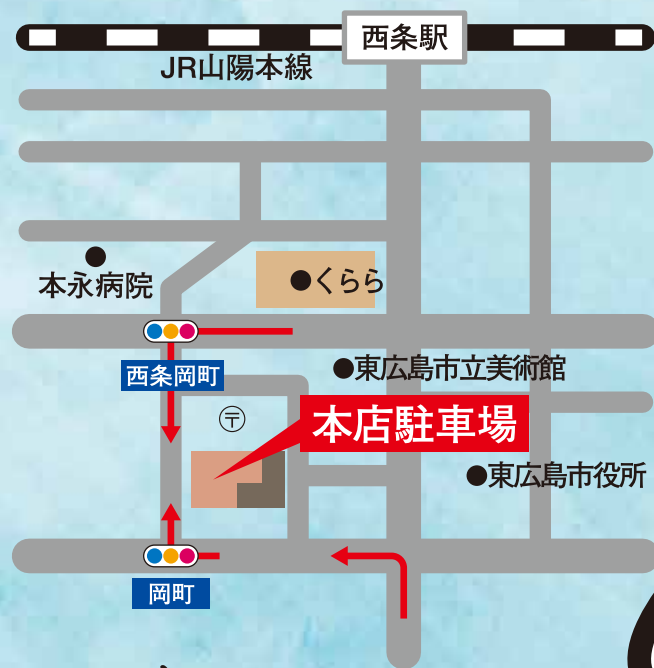 西条駅
JR山陽本線
本永病院
●くらら
西条岡町
●東広島市立美術館
〒
本店駐車場
●東広島市役所
岡町